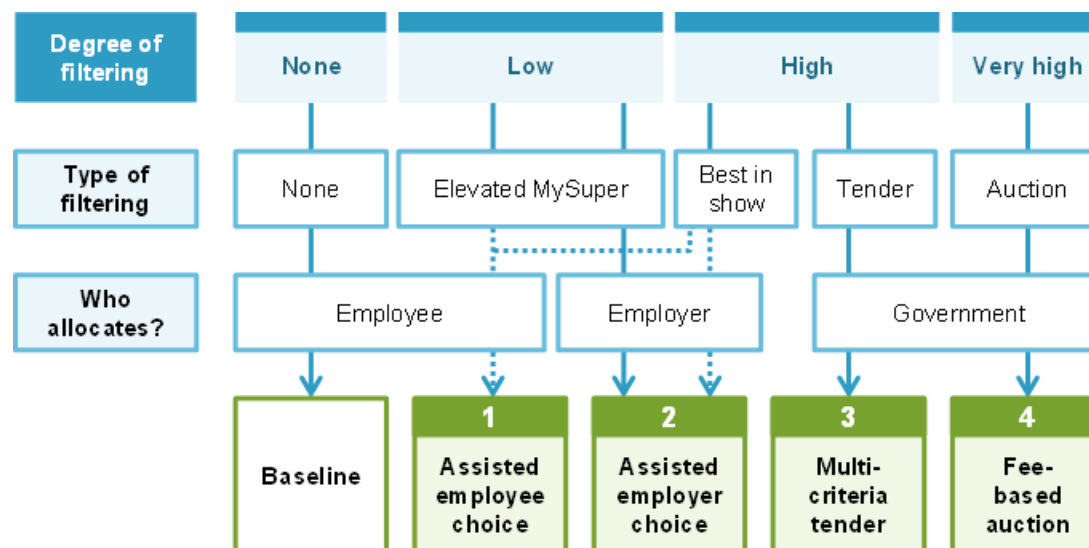 Degree of
filtering
None
Low
High
Very high
Type of
filtering
None
Elevated MySuper
Best in
show
Tender
Auction
Who
allocates?
Employee
Employer
Government
Baseline
1
Assisted
employee
choice
2
Assisted
employer
choice
3
Multi-
criteria
tender
4
Fee-
based
auction